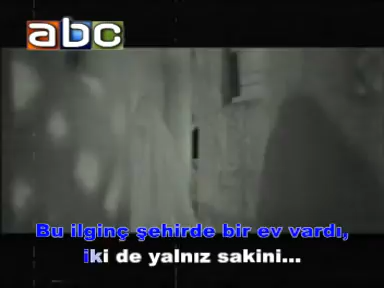 abc
Bu ilginç şehirde bir ev vardı,
iki de yalnız sakini...